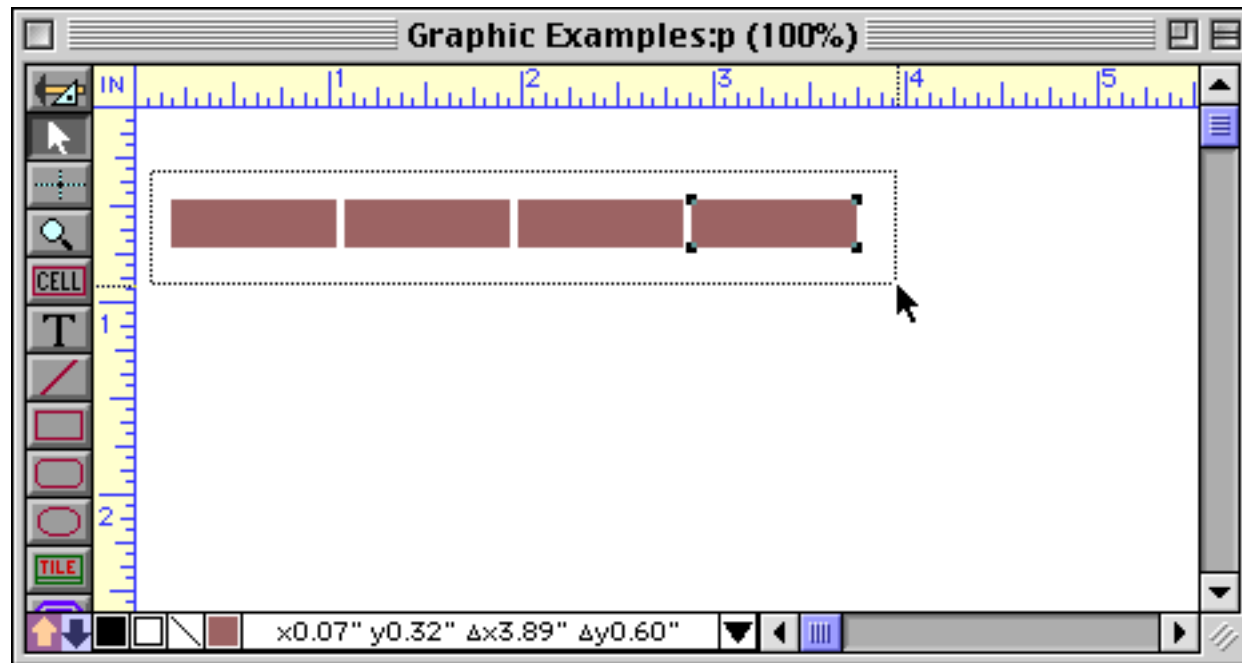 Graphic Examples:p (100%)
IN 1 2 3 4 5
CELL
T
1
2
TILE
x0.07" y0.32" Δx3.89" Δy0.60"